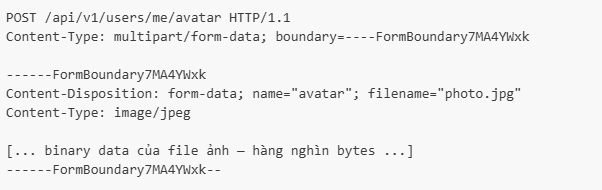 POST /api/v1/users/me/avatar HTTP/1.1
Content-Type: multipart/form-data; boundary=----FormBoundary7MA4YWxk
------FormBoundary7MA4YWxk
Content-Disposition: form-data; name="avatar"; filename="photo.jpg"
Content-Type: image/jpeg
[... binary data của file ảnh — hàng nghìn bytes ...]
------FormBoundary7MA4YWxk--